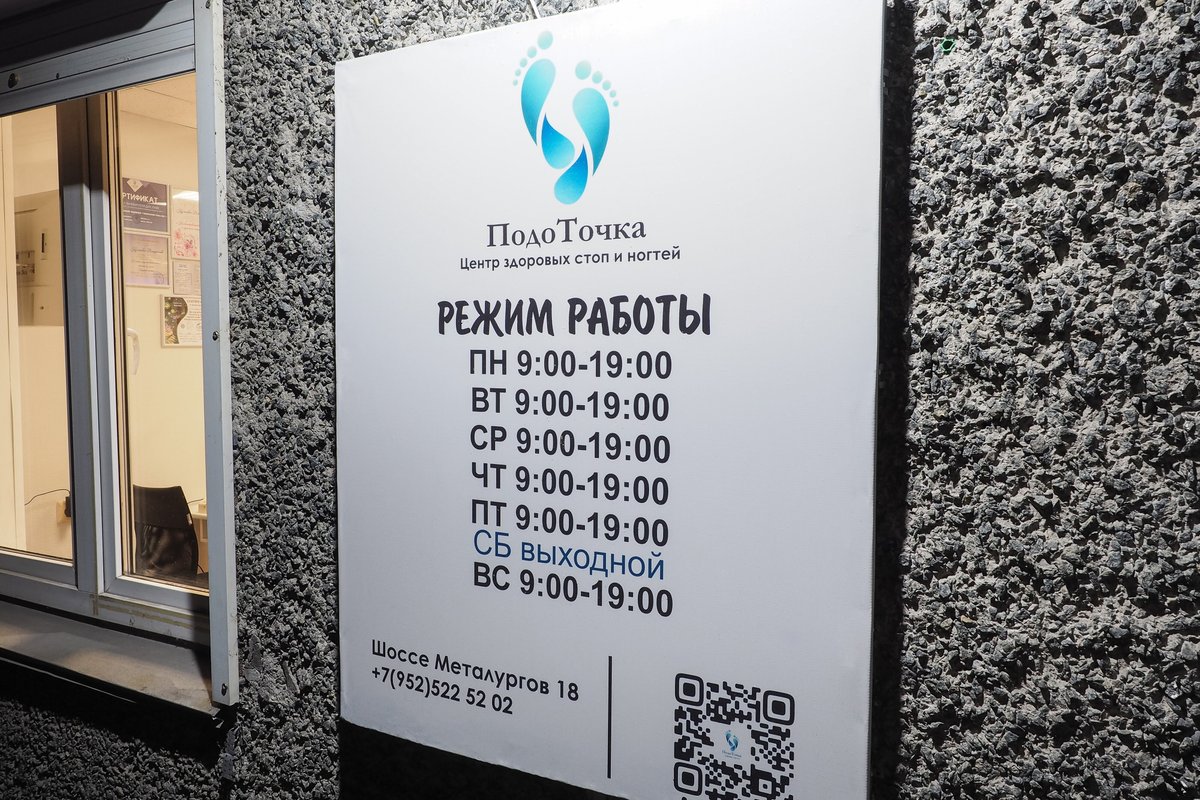 ПодоТочка
Центр здоровых стоп и ногтей
РЕЖИМ РАБОТЫ
ПН 9:00-19:00
ВТ 9:00-19:00
СР 9:00-19:00
ЧТ 9:00-19:00
ПТ 9:00-19:00
СБ выходной
ВС 9:00-19:00
Шоссе Металургов 18
+7(952)522 52 02